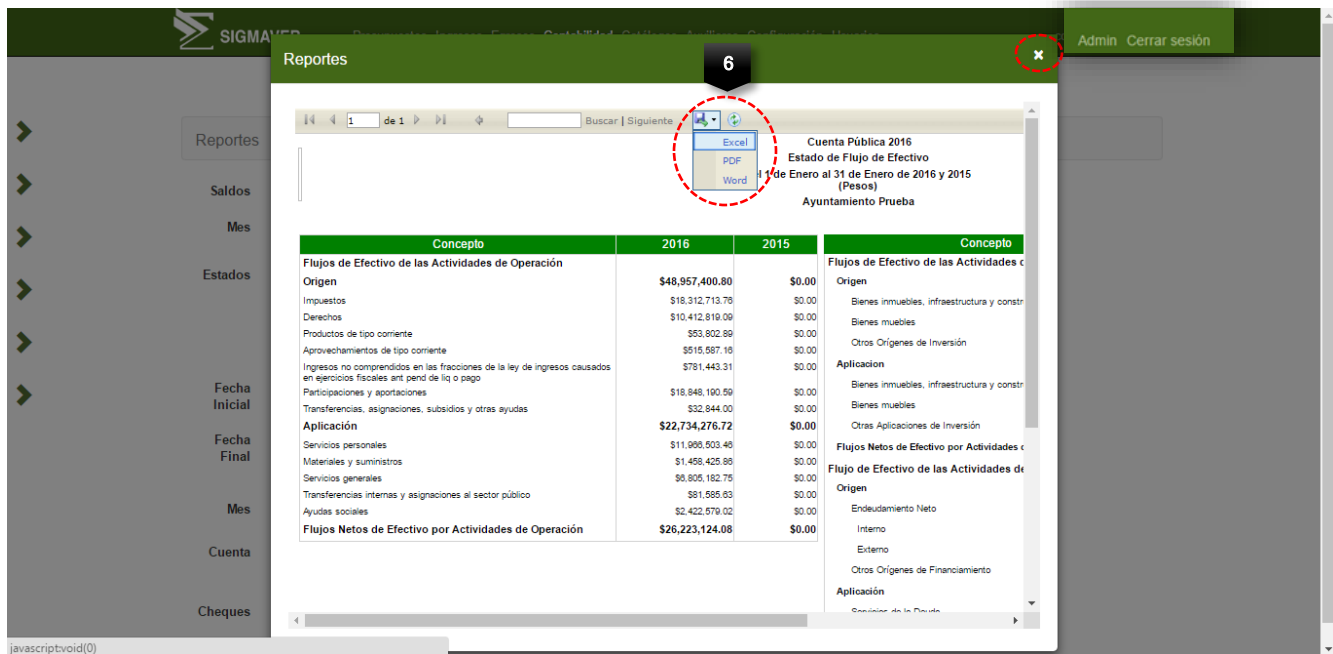 SIGMAVER
Contabilidad
Admin Cerrar sesión
Reportes
6
×
1 de 1 Buscar | Siguiente
Excel
PDF
Word
Cuenta Pública 2016
Estado de Flujo de Efectivo
l 1 de Enero al 31 de Enero de 2016 y 2015
(Pesos)
Ayuntamiento Prueba
Reportes
Saldos
Mes
Estados
Fecha
Inicial
Fecha
Final
Mes
Cuenta
Cheques
Concepto 2016 2015
Flujos de Efectivo de las Actividades de Operación
Origen $48,957,400.80 $0.00
Impuestos $18,312,713.76 $0.00
Derechos $10,412,819.09 $0.00
Productos de tipo corriente $53,802.89 $0.00
Aprovechamientos de tipo corriente $515,587.16 $0.00
Ingresos no comprendidos en las fracciones de la ley de ingresos causados $781,443.31 $0.00
en ejercicios fiscales ant pend de liq o pago
Participaciones y aportaciones $18,848,190.59 $0.00
Transferencias, asignaciones, subsidios y otras ayudas $32,844.00 $0.00
Aplicación $22,734,276.72 $0.00
Servicios personales $11,966,503.46 $0.00
Materiales y suministros $1,458,425.86 $0.00
Servicios generales $6,805,182.75 $0.00
Transferencias internas y asignaciones al sector público $81,585.63 $0.00
Ayudas sociales $2,422,579.02 $0.00
Flujos Netos de Efectivo por Actividades de Operación $26,223,124.08 $0.00
Concepto
Flujos de Efectivo de las Actividades
Origen
Bienes inmuebles, infraestructura y constr
Bienes muebles
Otros Orígenes de Inversión
Aplicacion
Bienes inmuebles, infraestructura y constr
Bienes muebles
Otras Aplicaciones de Inversión
Flujos Netos de Efectivo por Actividades
Flujo de Efectivo de las Actividades de
Origen
Endeudamiento Neto
Interno
Externo
Otros Orígenes de Financiamiento
Aplicación
Servicios de la Deuda
javascript:void(0)